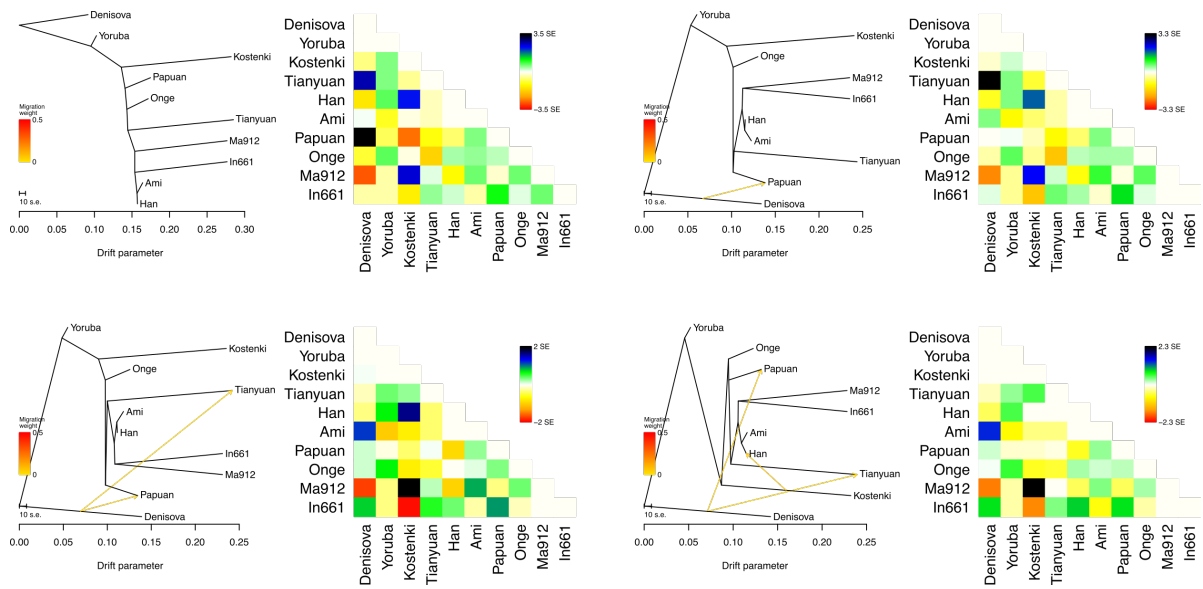 Denisova
Yoruba
Kostenki
Papuan
Onge
Tianyuan
Ma912
In661
Ami
Han
Migration
weight
0.5
0
10 s.e.
0.00 0.05 0.10 0.15 0.20 0.25 0.30
Drift parameter
Denisova
Yoruba
Kostenki
Tianyuan
Han
Ami
Papuan
Onge
Ma912
In661
Denisova Yoruba Kostenki Tianyuan Han Ami Papuan Onge Ma912 In661
3.5 SE
−3.5 SE
Yoruba
Kostenki
Onge
Ma912
In661
Han
Ami
Tianyuan
Papuan
Denisova
Migration
weight
0.5
0
10 s.e.
0.00 0.05 0.10 0.15 0.20 0.25
Drift parameter
Denisova
Yoruba
Kostenki
Tianyuan
Han
Ami
Papuan
Onge
Ma912
In661
Denisova Yoruba Kostenki Tianyuan Han Ami Papuan Onge Ma912 In661
3.3 SE
−3.3 SE
Yoruba
Kostenki
Onge
Tianyuan
Ami
Han
In661
Ma912
Papuan
Denisova
Migration
weight
0.5
0
10 s.e.
0.00 0.05 0.10 0.15 0.20 0.25
Drift parameter
Denisova
Yoruba
Kostenki
Tianyuan
Han
Ami
Papuan
Onge
Ma912
In661
Denisova Yoruba Kostenki Tianyuan Han Ami Papuan Onge Ma912 In661
2 SE
−2 SE
Yoruba
Onge
Papuan
Ma912
In661
Ami
Han
Tianyuan
Kostenki
Denisova
Migration
weight
0.5
0
10 s.e.
0.00 0.05 0.10 0.15 0.20 0.25
Drift parameter
Denisova
Yoruba
Kostenki
Tianyuan
Han
Ami
Papuan
Onge
Ma912
In661
Denisova Yoruba Kostenki Tianyuan Han Ami Papuan Onge Ma912 In661
2.3 SE
−2.3 SE